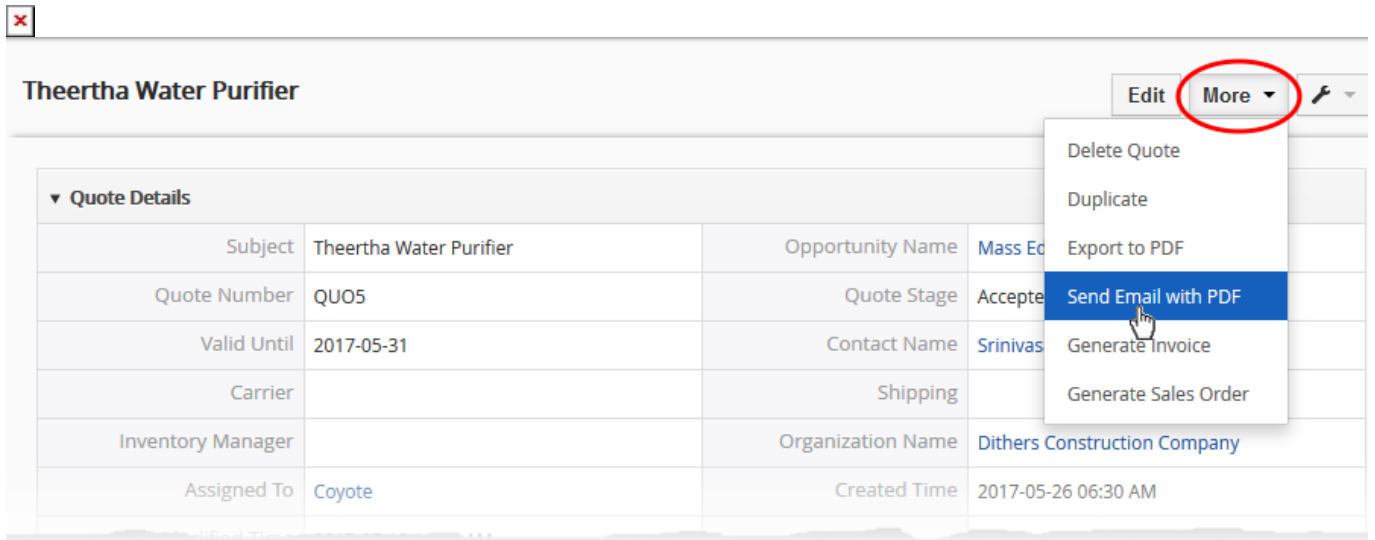 Theertha Water Purifier
Edit More
Delete Quote
Duplicate
Export to PDF
Send Email with PDF
Generate Invoice
Generate Sales Order
Quote Details
Subject Theertha Water Purifier Opportunity Name Mass
Quote Number QUO5 Quote Stage Accepte
Valid Until 2017-05-31 Contact Name Srinivas
Carrier Shipping
Inventory Manager Organization Name Dithers Construction Company
Assigned To Coyote Created Time 2017-05-26 06:30 AM